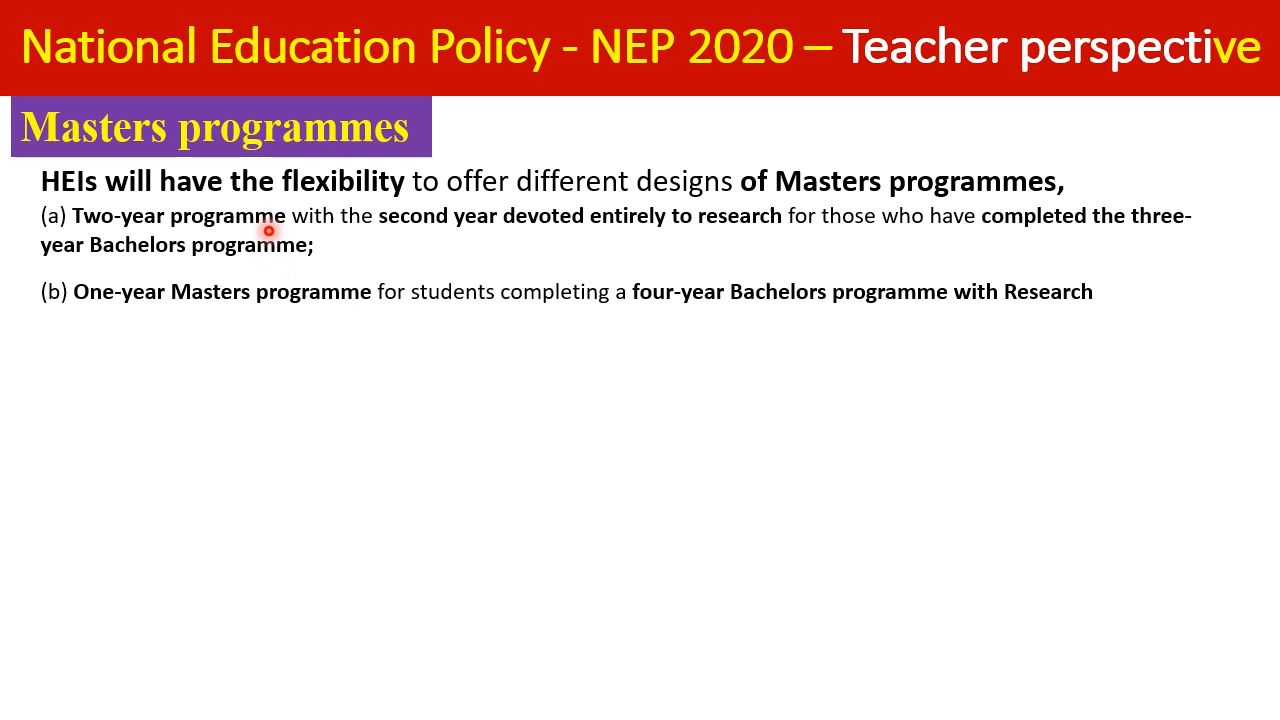 National Education Policy - NEP 2020 – Teacher perspective
Masters programmes
HEIs will have the flexibility to offer different designs of Masters programmes,
(a) Two-year programme with the second year devoted entirely to research for those who have completed the three-
year Bachelors programme;
(b) One-year Masters programme for students completing a four-year Bachelors programme with Research